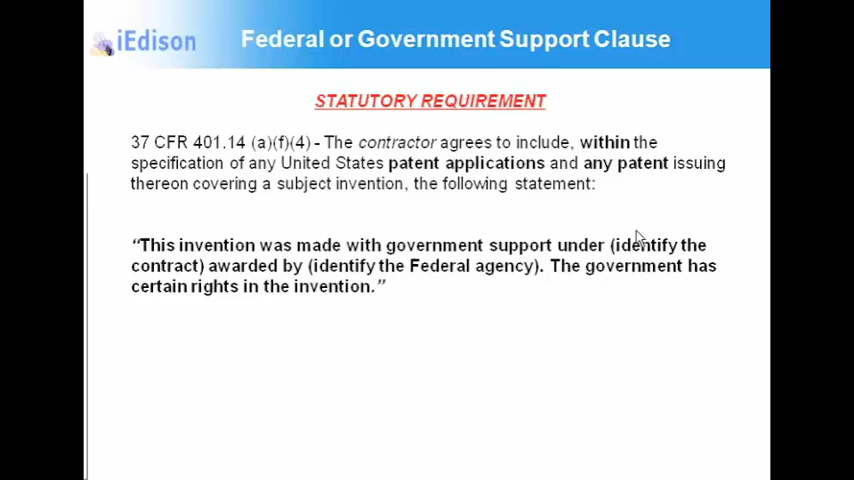 iEdison
Federal or Government Support Clause
STATUTORY REQUIREMENT
37 CFR 401.14 (a)(f)(4) - The contractor agrees to include, within the
specification of any United States patent applications and any patent issuing
thereon covering a subject invention, the following statement:
“This invention was made with government support under (identify the
contract) awarded by (identify the Federal agency). The government has
certain rights in the invention.”